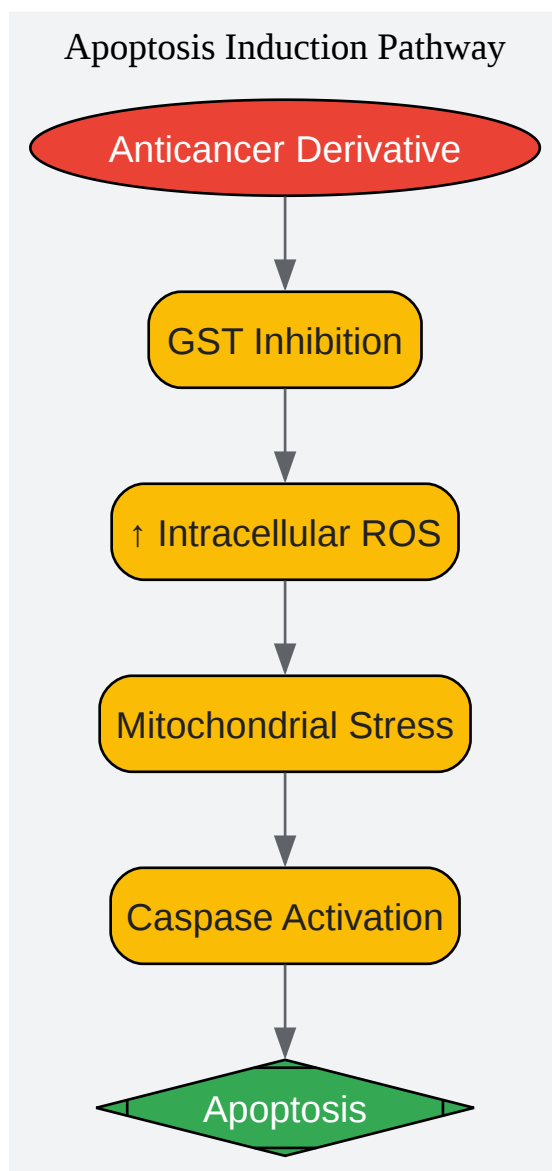 Apoptosis Induction Pathway
Anticancer Derivative
GST Inhibition
↑ Intracellular ROS
Mitochondrial Stress
Caspase Activation
Apoptosis